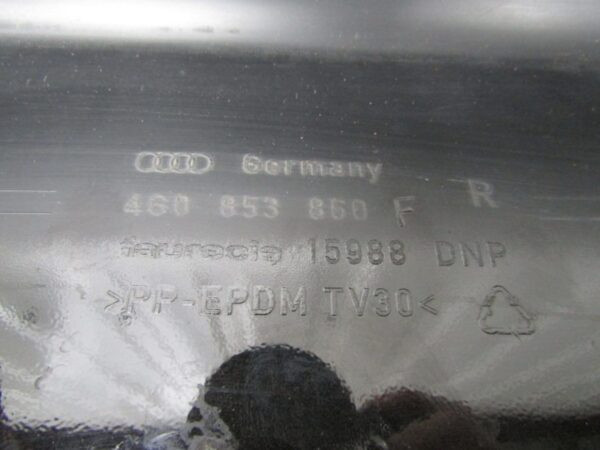 Germany
4G0 853 860 F R
faurecia 15988 DNP
>PP-EPDM TV30<